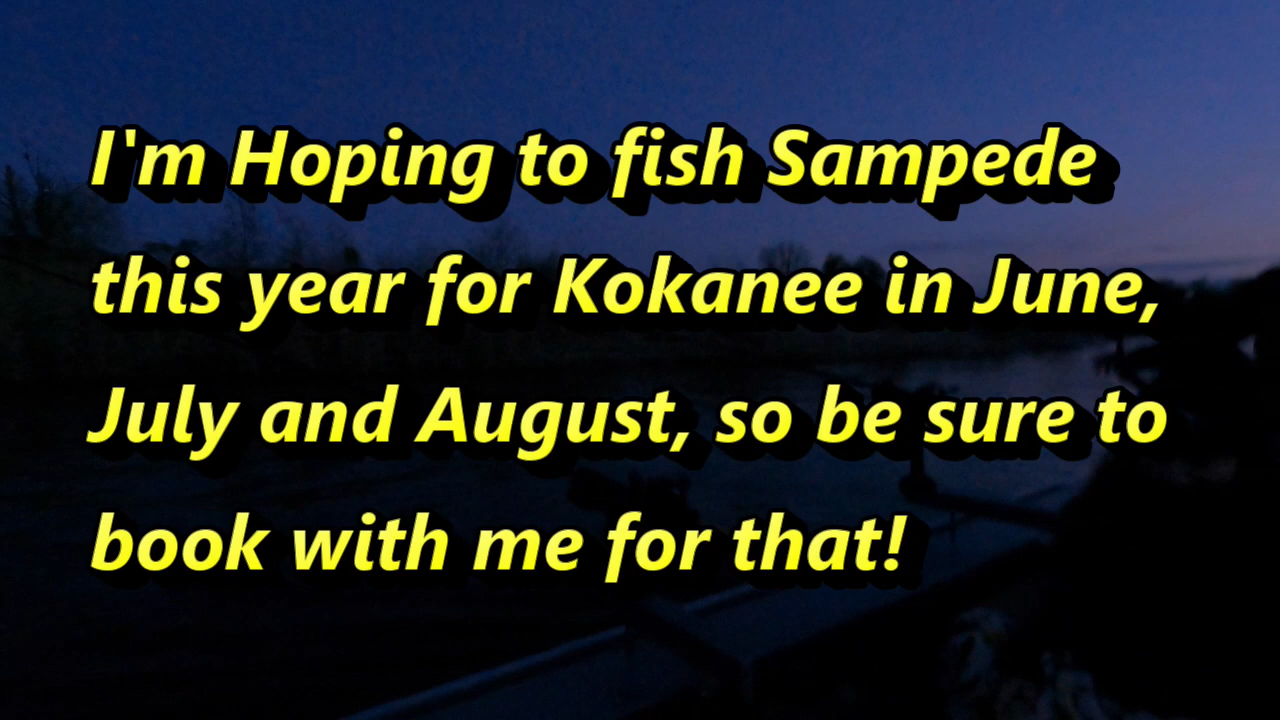 I'm Hoping to fish Sampede
this year for Kokanee in June,
July and August, so be sure to
book with me for that!